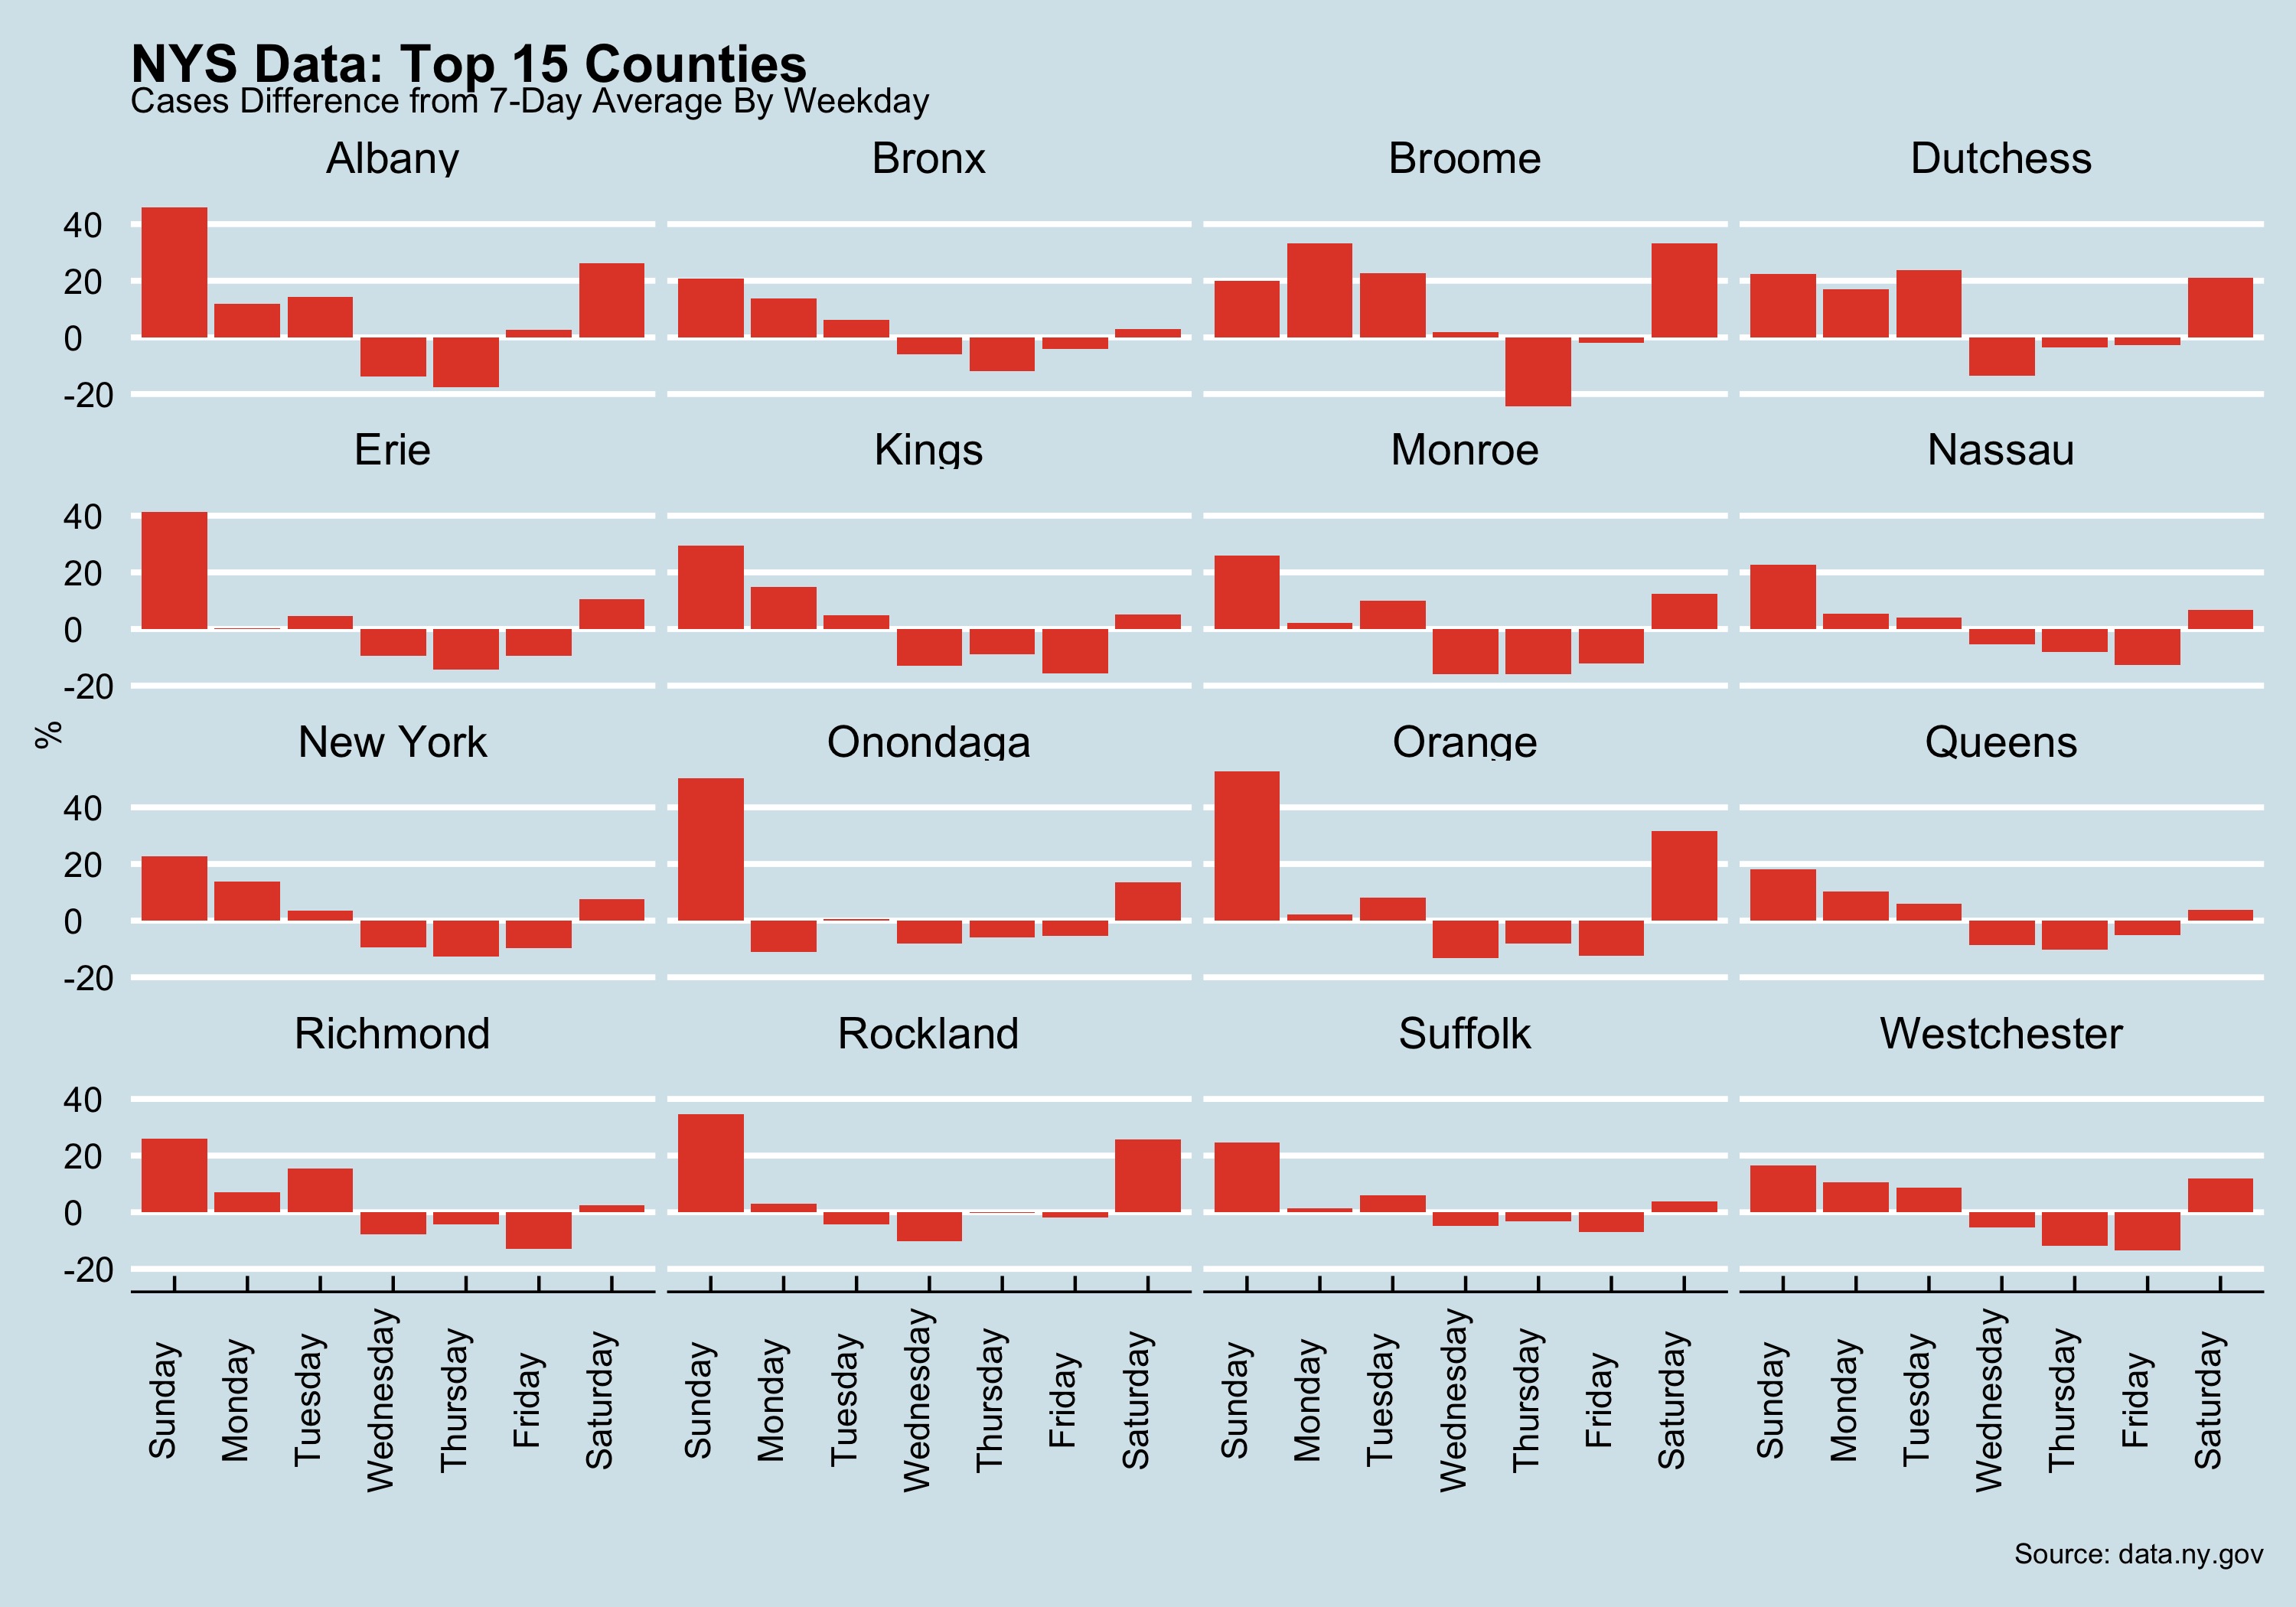 NYS Data: Top 15 Counties
Cases Difference from 7-Day Average By Weekday
Albany Bronx Broome Dutchess
40
20
0
-20
Erie Kings Monroe Nassau
40
20
0
-20
%
New York Onondaga Orange Queens
40
20
0
-20
Richmond Rockland Suffolk Westchester
40
20
0
-20
Sunday Monday Tuesday Wednesday Thursday Friday Saturday Sunday Monday Tuesday Wednesday Thursday Friday Saturday Sunday Monday Tuesday Wednesday Thursday Friday Saturday Sunday Monday Tuesday Wednesday Thursday Friday Saturday
Source: data.ny.gov